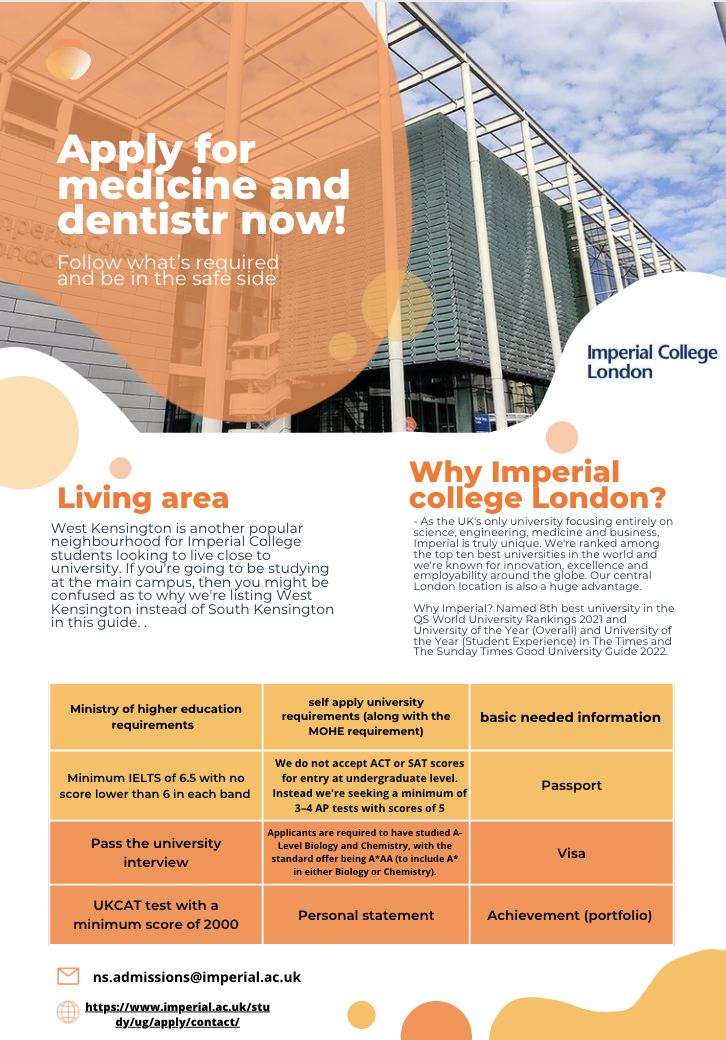 Apply for
medicine and
dentistr now!
Follow what's required
and be in the safe side
Imperial College
London
Imperial College
London
Living area
West Kensington is another popular
neighbourhood for Imperial College
students looking to live close to
university. If you're going to be studying
at the main campus, then you might be
confused as to why we're listing West
Kensington instead of South Kensington
in this guide. .
Why Imperial
college London?
- As the UK's only university focusing entirely on
science, engineering, medicine and business,
Imperial is truly unique. We're ranked among
the top ten best universities in the world and
we're known for innovation, excellence and
employability around the globe. Our central
London location is also a huge advantage.
Why Imperial? Named 8th best university in the
QS World University Rankings 2021 and
University of the Year (Overall) and University of
the Year (Student Experience) in The Times and
The Sunday Times Good University Guide 2022.
Ministry of higher education
requirements
self apply university
requirements (along with the
MOHE requirement)
basic needed information
Minimum IELTS of 6.5 with no
score lower than 6 in each band
We do not accept ACT or SAT scores
for entry at undergraduate level.
Instead we're seeking a minimum of
3–4 AP tests with scores of 5
Passport
Pass the university
interview
Applicants are required to have studied A-
Level Biology and Chemistry, with the
standard offer being A*AA (to include A*
in either Biology or Chemistry).
Visa
UKCAT test with a
minimum score of 2000
Personal statement
Achievement (portfolio)
ns.admissions@imperial.ac.uk
https://www.imperial.ac.uk/stu
dy/ug/apply/contact/